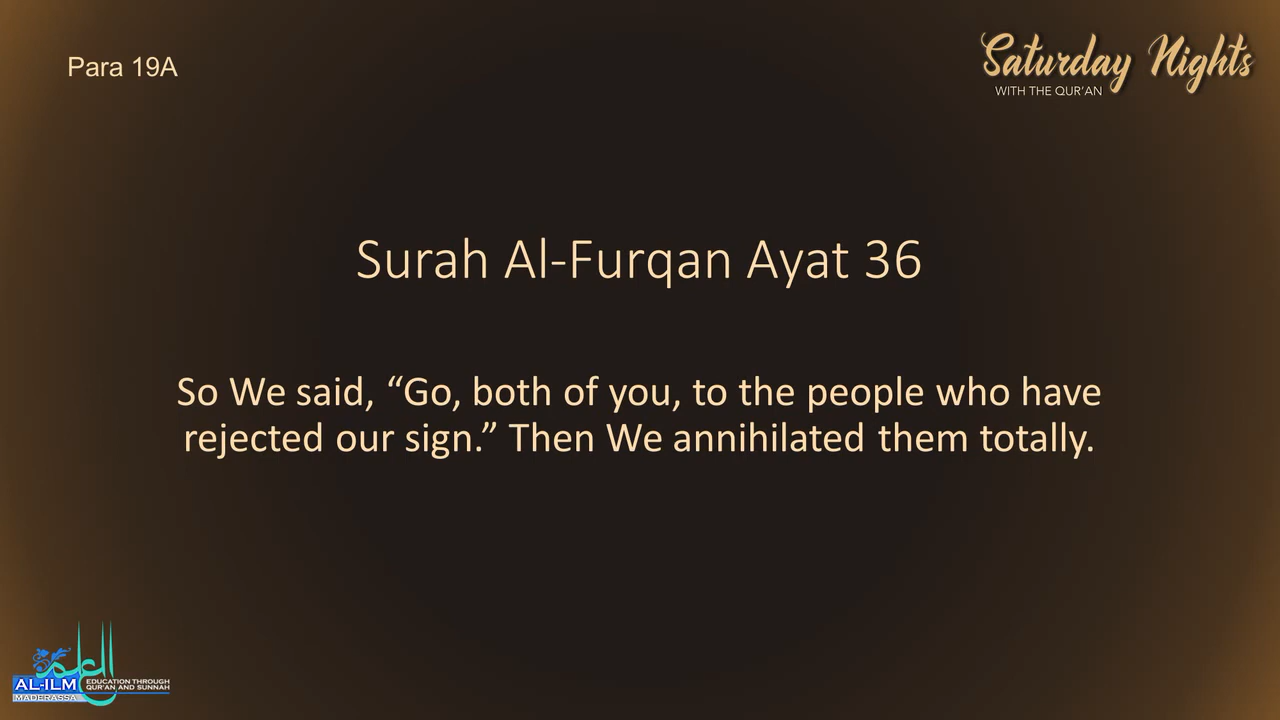 Para 19A
Saturday Nights
WITH THE QUR'AN
Surah Al-Furqan Ayat 36
So We said, “Go, both of you, to the people who have
rejected our sign.” Then We annihilated them totally.
العلم
AL-ILM
MADERASSA
EDUCATION THROUGH
QUR'AN AND SUNNAH